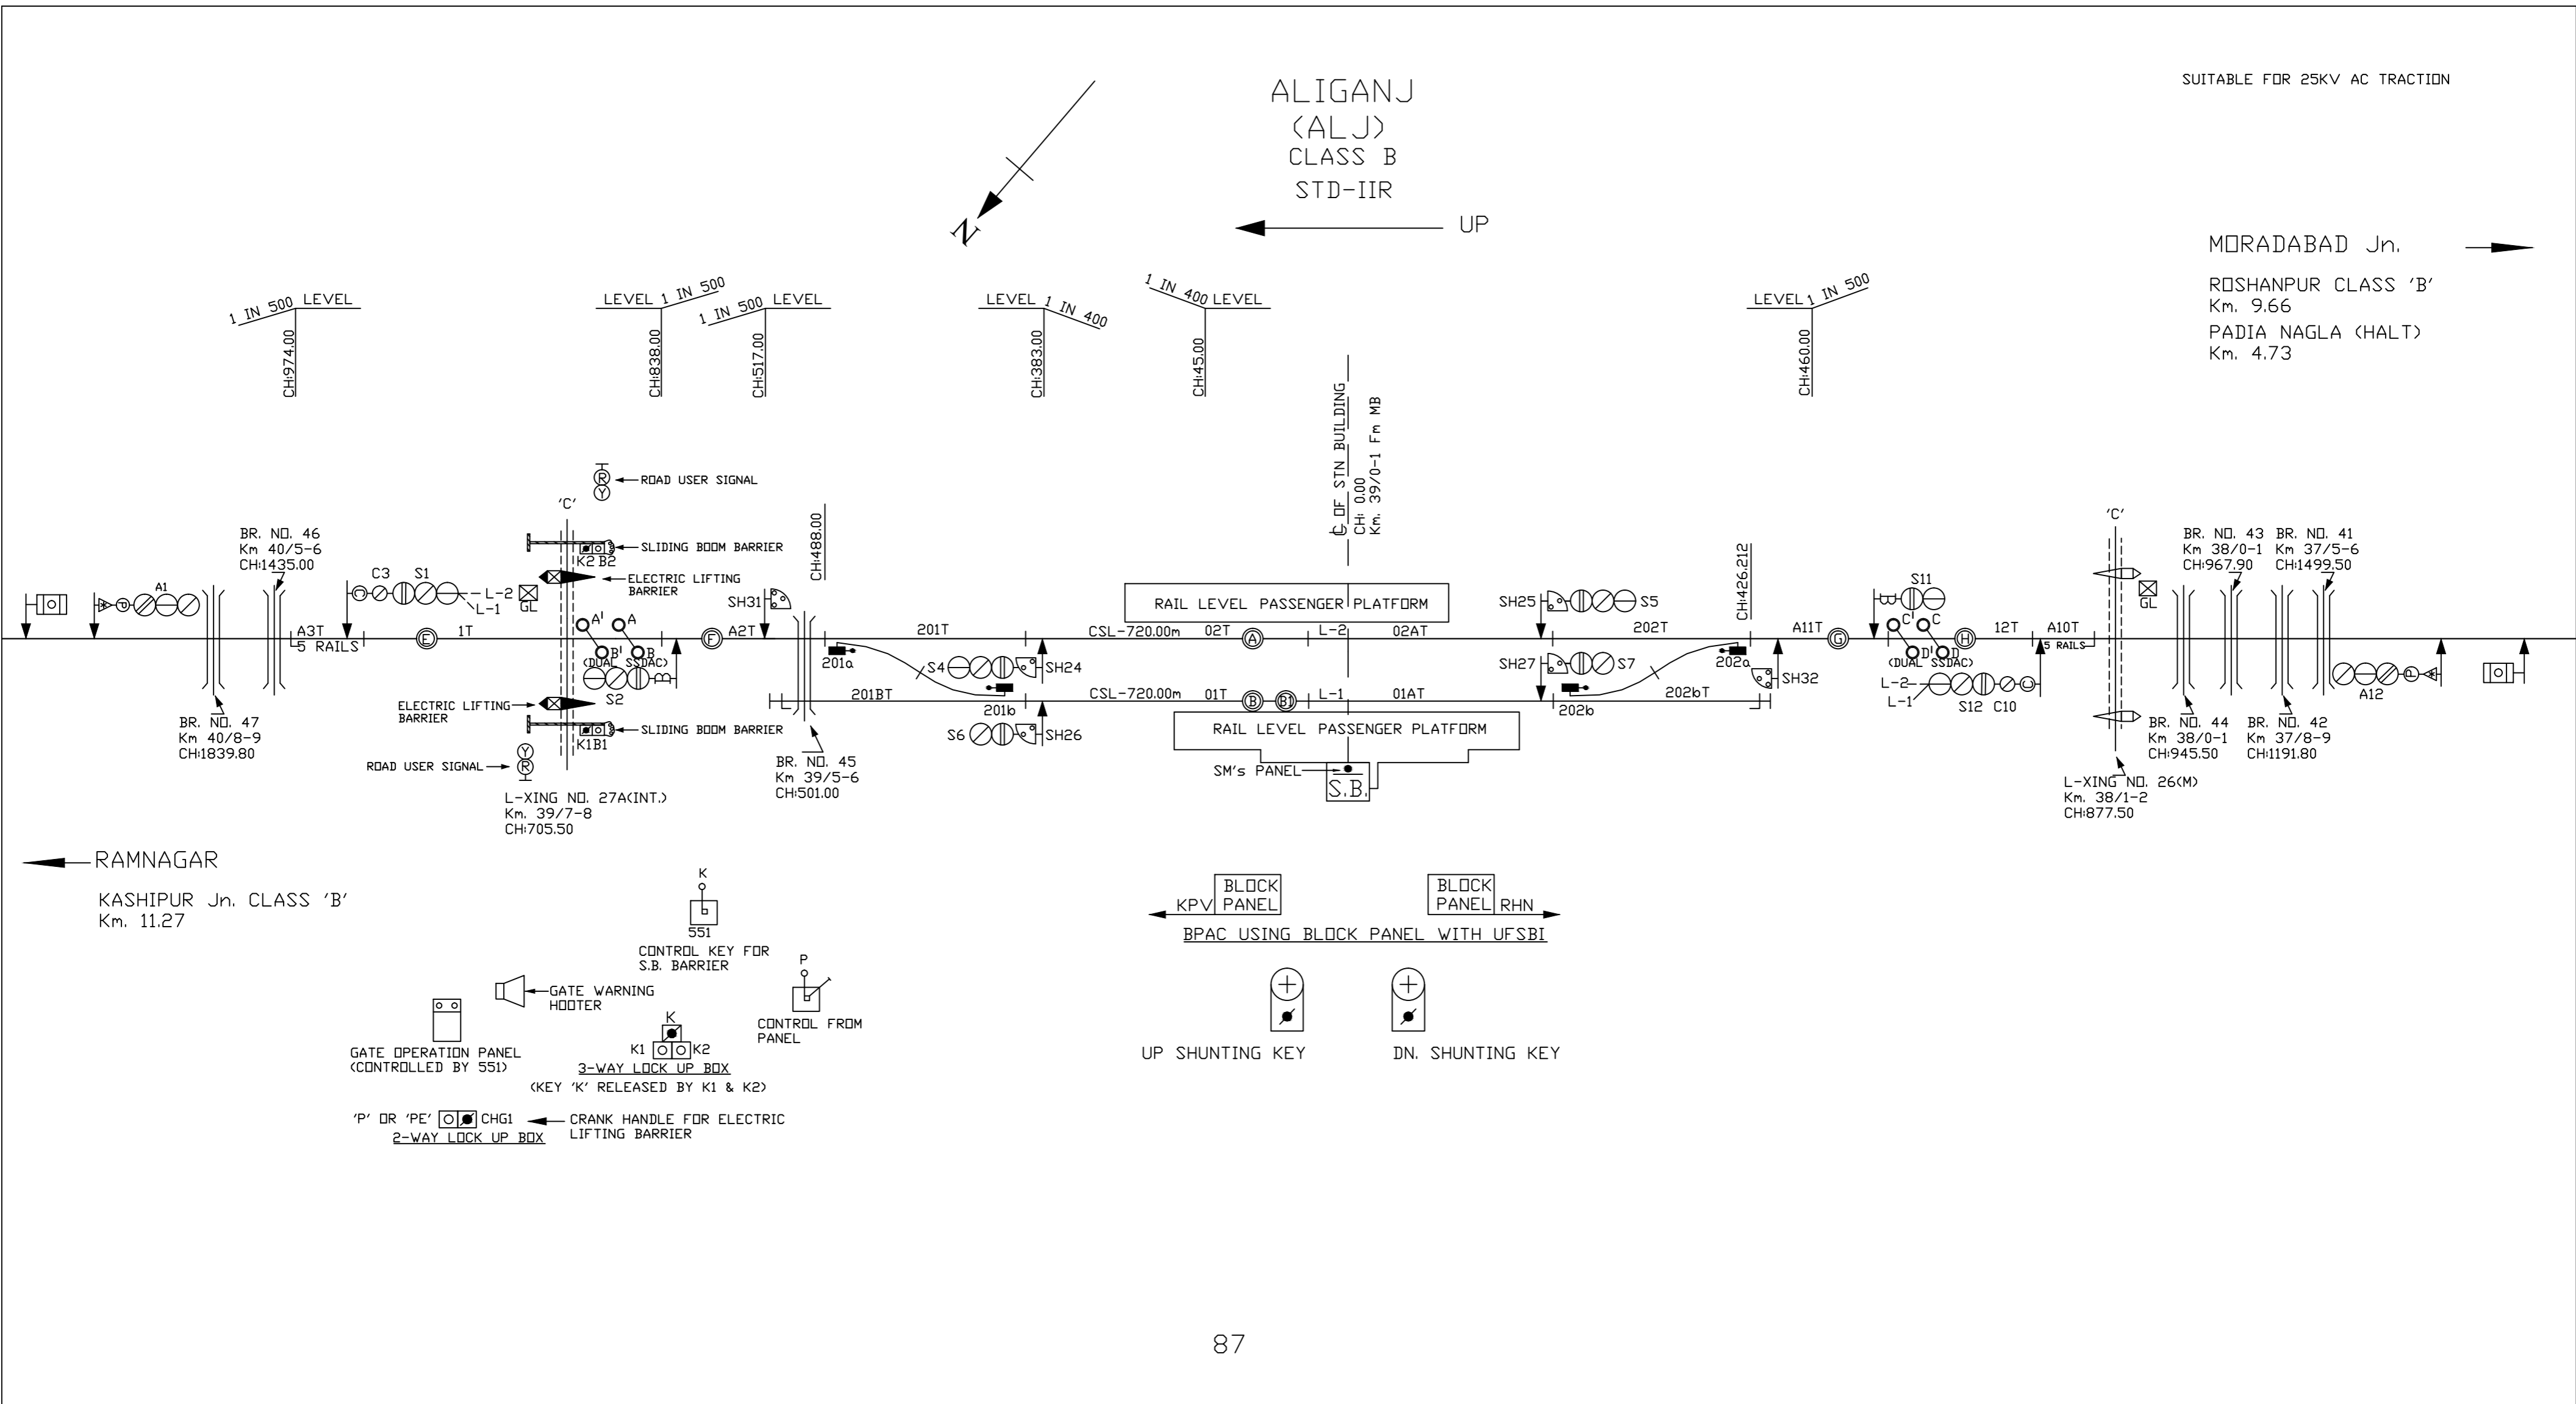 SUITABLE FOR 25KV AC TRACTION
ALIGANJ
(ALJ)
CLASS B
STD-IIR
UP
N
MORADABAD Jn.
ROSHANPUR CLASS 'B'
Km. 9.66
PADIA NAGLA (HALT)
Km. 4.73
1 IN 500 LEVEL
CH:974.00
LEVEL 1 IN 500
CH:838.00
1 IN 500 LEVEL
CH:517.00
LEVEL 1 IN 400
CH:383.00
1 IN 400 LEVEL
CH:445.00
LEVEL 1 IN 500
CH:460.00
℄ OF STN BUILDING
CH: 0.00
Km. 39/0-1 Fm MB
R
Y
ROAD USER SIGNAL
'C'
K2 B2
SLIDING BOOM BARRIER
ELECTRIC LIFTING
BARRIER
CH:488.00
CH:426.212
'C'
BR. NO. 46
Km 40/5-6
CH:1435.00
BR. NO. 43
Km 38/0-1
CH:967.90
BR. NO. 41
Km 37/5-6
CH:1499.50
A1
P
C3
S1
C
L-2
L-1
GL
SH31
RAIL LEVEL PASSENGER PLATFORM
SH25
S5
S11
GL
A3T
5 RAILS
E
1T
A'
A
B'
B
(DUAL SSDAC)
S2
F
A2T
201T
201a
CSL-720.00m
02T
A
L-2
02AT
202T
202a
A11T
G
C'
C
D'
D
(DUAL SSDAC)
H
12T
A10T
5 RAILS
S4
SH24
SH27
S7
SH32
L-2
L-1
S12
C10
P
A12
201BT
201b
CSL-720.00m
01T
B
B1
L-1
01AT
202b
202bT
ELECTRIC LIFTING
BARRIER
K1B1
SLIDING BOOM BARRIER
S6
SH26
RAIL LEVEL PASSENGER PLATFORM
BR. NO. 47
Km 40/8-9
CH:1839.80
Y
R
ROAD USER SIGNAL
BR. NO. 45
Km 39/5-6
CH:501.00
SM's PANEL
S.B.
BR. NO. 44
Km 38/0-1
CH:945.50
BR. NO. 42
Km 37/8-9
CH:1191.80
L-XING NO. 27A(INT.)
Km. 39/7-8
CH:705.50
L-XING NO. 26(M)
Km. 38/1-2
CH:877.50
RAMNAGAR
KASHIPUR Jn. CLASS 'B'
Km. 11.27
K
551
CONTROL KEY FOR
S.B. BARRIER
KPV
BLOCK
PANEL
BLOCK
PANEL
RHN
BPAC USING BLOCK PANEL WITH UFSBI
GATE WARNING
HOOTER
P
CONTROL FROM
PANEL
GATE OPERATION PANEL
(CONTROLLED BY 551)
K
K1
K2
3-WAY LOCK UP BOX
(KEY 'K' RELEASED BY K1 & K2)
UP SHUNTING KEY
DN. SHUNTING KEY
'P' OR 'PE'
CHG1
2-WAY LOCK UP BOX
CRANK HANDLE FOR ELECTRIC
LIFTING BARRIER
87